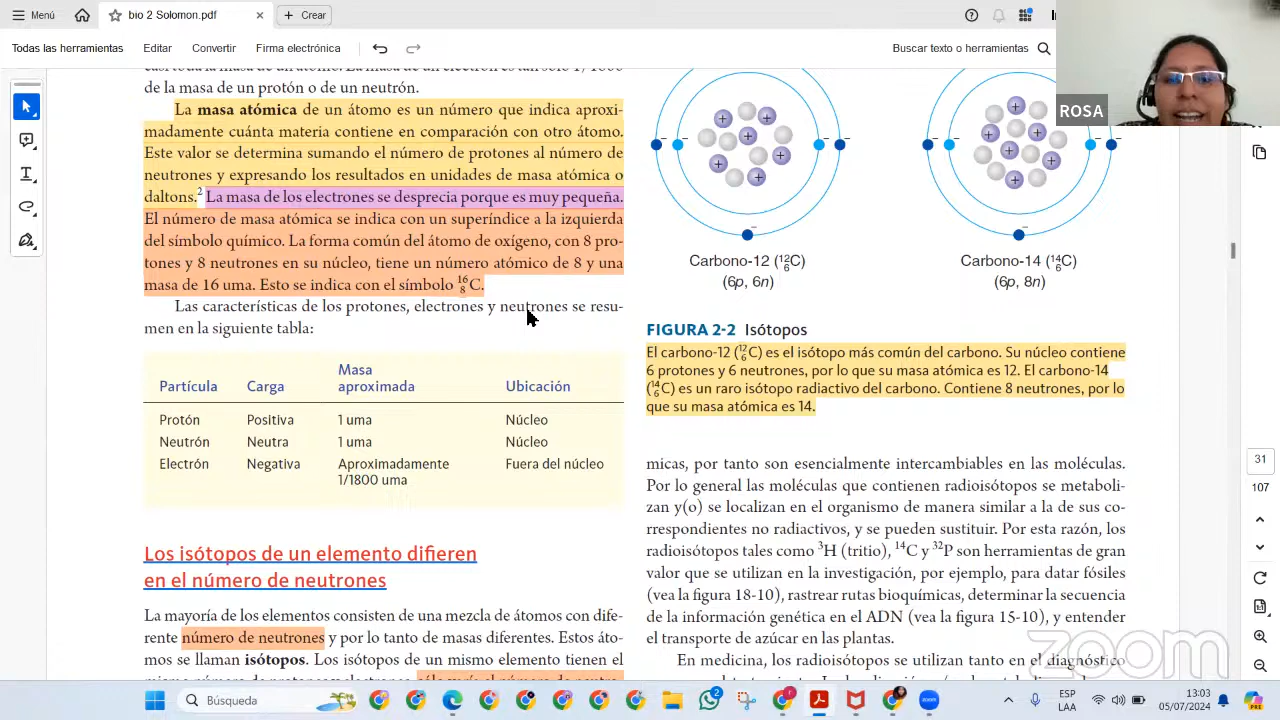 Menú
bio 2 Solomon.pdf
Crear
Todas las herramientas
Editar
Convertir
Firma electrónica
Buscar texto o herramientas
ROSA
de la masa de un protón o de un neutrón.
La masa atómica de un átomo es un número que indica aproxi-
madamente cuánta materia contiene en comparación con otro átomo.
Este valor se determina sumando el número de protones al número de
neutrones y expresando los resultados en unidades de masa atómica o
daltons.2 La masa de los electrones se desprecia porque es muy pequeña.
El número de masa atómica se indica con un superíndice a la izquierda
del símbolo químico. La forma común del átomo de oxígeno, con 8 pro-
tones y 8 neutrones en su núcleo, tiene un número atómico de 8 y una
masa de 16 uma. Esto se indica con el símbolo 16 8 C.
Las características de los protones, electrones y neutrones se resu-
men en la siguiente tabla:
Partícula Carga Masa aproximada Ubicación
Protón Positiva 1 uma Núcleo
Neutrón Neutra 1 uma Núcleo
Electrón Negativa Aproximadamente Fuera del núcleo
1/1800 uma
Los isótopos de un elemento difieren
en el número de neutrones
La mayoría de los elementos consisten de una mezcla de átomos con dife-
rente número de neutrones y por lo tanto de masas diferentes. Estos áto-
mos se llaman isótopos. Los isótopos de un mismo elemento tienen el
Carbono-12 (12 6 C)
(6p, 6n)
Carbono-14 (14 6 C)
(6p, 8n)
FIGURA 2-2 Isótopos
El carbono-12 (12 6 C) es el isótopo más común del carbono. Su núcleo contiene
6 protones y 6 neutrones, por lo que su masa atómica es 12. El carbono-14
(14 6 C) es un raro isótopo radiactivo del carbono. Contiene 8 neutrones, por lo
que su masa atómica es 14.
micas, por tanto son esencialmente intercambiables en las moléculas.
Por lo general las moléculas que contienen radioisótopos se metaboli-
zan y(o) se localizan en el organismo de manera similar a la de sus co-
rrespondientes no radiactivos, y se pueden sustituir. Por esta razón, los
radioisótopos tales como 3H (tritio), 14C y 32P son herramientas de gran
valor que se utilizan en la investigación, por ejemplo, para datar fósiles
(vea la figura 18-10), rastrear rutas bioquímicas, determinar la secuencia
de la información genética en el ADN (vea la figura 15-10), y entender
el transporte de azúcar en las plantas.
En medicina, los radioisótopos se utilizan tanto en el diagnóstico
zoom
31
107
Búsqueda
2
1
ESP
LAA
13:03
05/07/2024